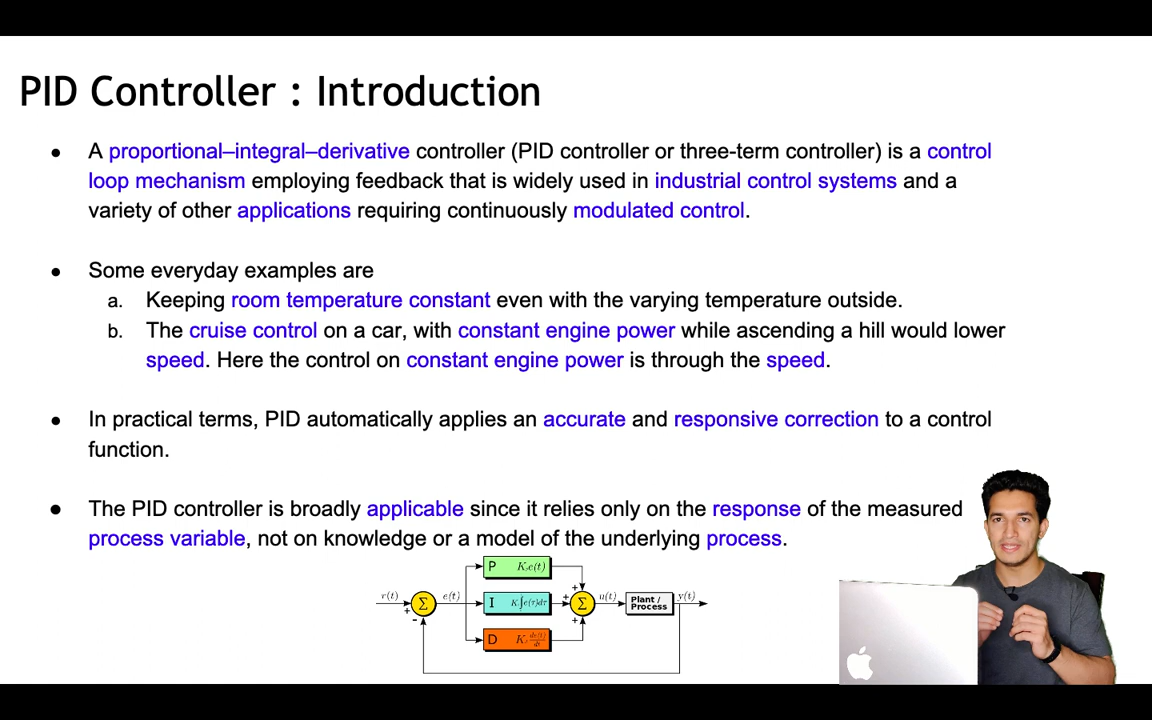 PID Controller : Introduction
● A proportional–integral–derivative controller (PID controller or three-term controller) is a control
loop mechanism employing feedback that is widely used in industrial control systems and a
variety of other applications requiring continuously modulated control.
● Some everyday examples are
a. Keeping room temperature constant even with the varying temperature outside.
b. The cruise control on a car, with constant engine power while ascending a hill would lower
speed. Here the control on constant engine power is through the speed.
● In practical terms, PID automatically applies an accurate and responsive correction to a control
function.
● The PID controller is broadly applicable since it relies only on the response of the measured
process variable, not on knowledge or a model of the underlying process.
P
r(t) + - Σ e(t) I + + + Σ u(t) Plant / Process y(t)
D